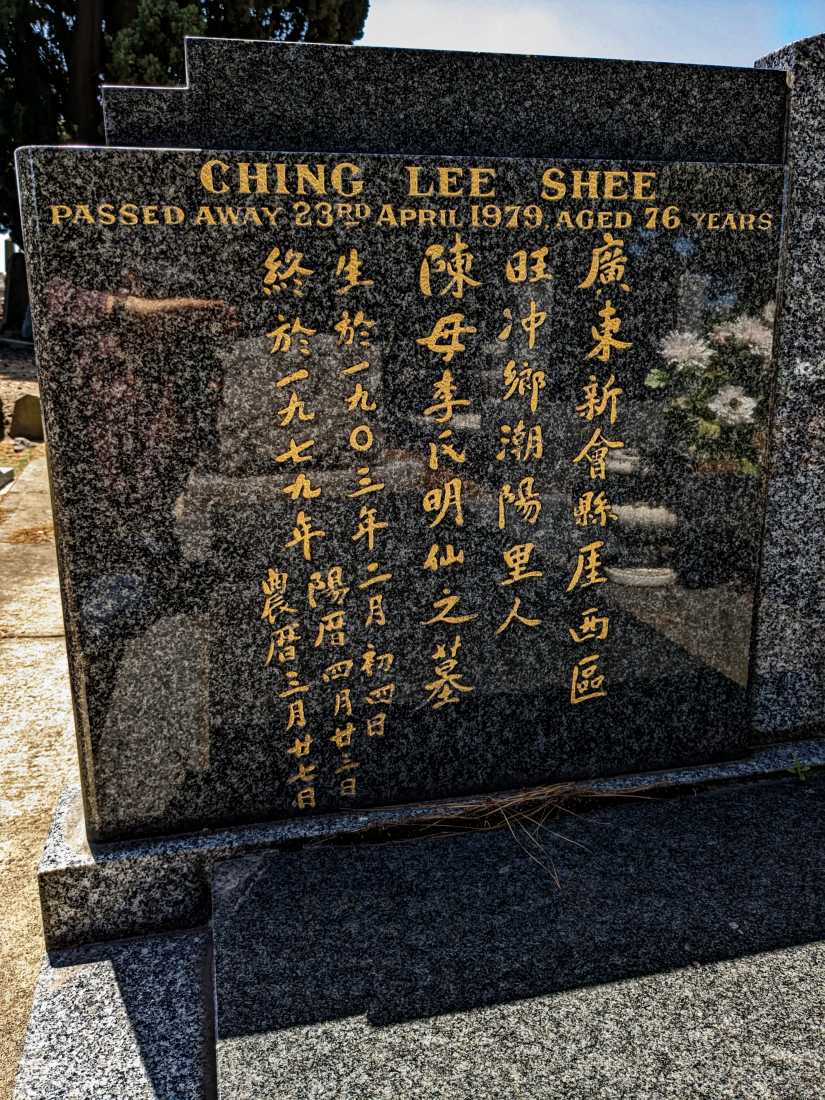 CHING LEE SHEE
PASSED AWAY 23RD APRIL 1979, AGED 76 YEARS
廣東新會縣厓西區
旺冲鄉潮陽里人
陳母李氏明仙之墓
生於一九〇三年二月初四日
終於一九七九年
陽曆四月廿三日
農曆三月廿七日